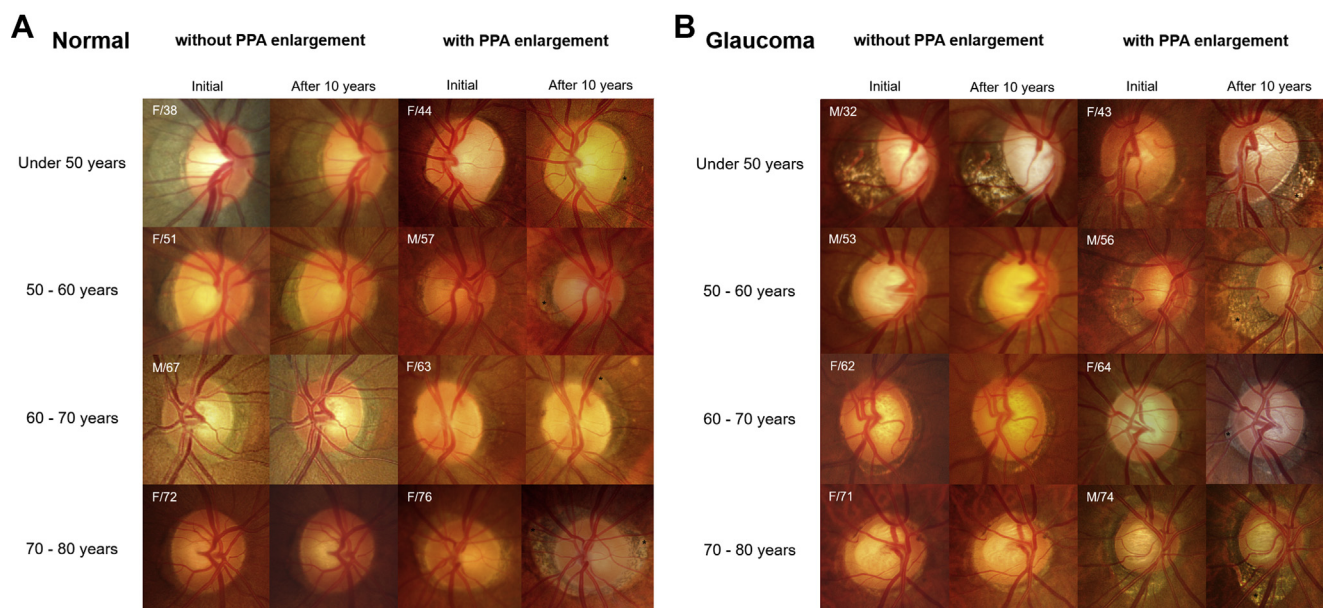 A Normal
without PPA enlargement with PPA enlargement
Initial After 10 years Initial After 10 years
Under 50 years F/38 F/44
50 - 60 years F/51 M/57
60 - 70 years M/67 F/63
70 - 80 years F/72 F/76
B Glaucoma
without PPA enlargement with PPA enlargement
Initial After 10 years Initial After 10 years
Under 50 years M/32 F/43
50 - 60 years M/53 M/56
60 - 70 years F/62 F/64
70 - 80 years F/71 M/74